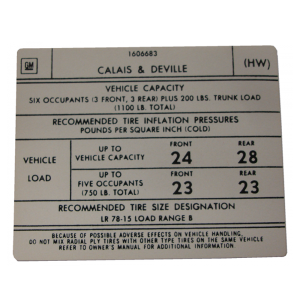 1606683
GM
CALAIS & DEVILLE
(HW)
VEHICLE CAPACITY
SIX OCCUPANTS (3 FRONT, 3 REAR) PLUS 200 LBS. TRUNK LOAD
(1100 LB. TOTAL)
RECOMMENDED TIRE INFLATION PRESSURES
POUNDS PER SQUARE INCH (COLD)
VEHICLE
LOAD
UP TO
VEHICLE CAPACITY
FRONT
24
REAR
28
UP TO
FIVE OCCUPANTS
(750 LB. TOTAL)
FRONT
23
REAR
23
RECOMMENDED TIRE SIZE DESIGNATION
LR 78-15 LOAD RANGE B
BECAUSE OF POSSIBLE ADVERSE EFFECTS ON VEHICLE HANDLING,
DO NOT MIX RADIAL PLY TIRES WITH OTHER TYPE TIRES ON THE SAME VEHICLE
REFER TO OWNER'S MANUAL FOR ADDITIONAL INFORMATION